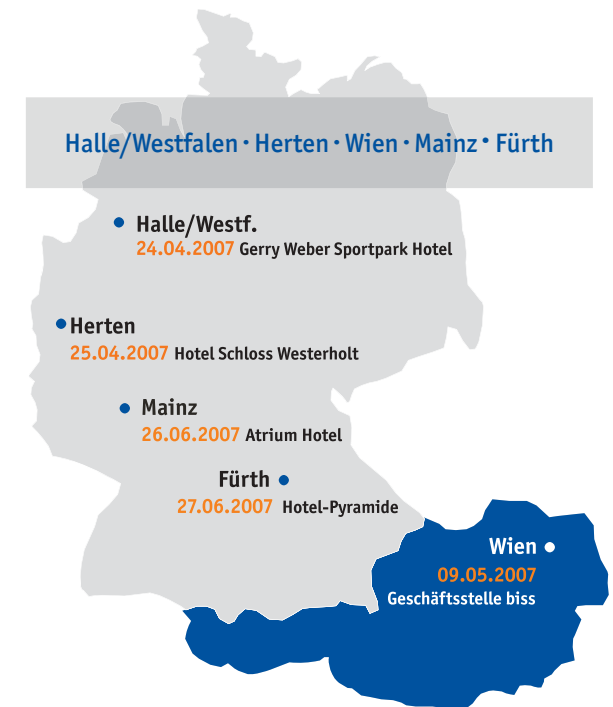 Halle/Westfalen · Herten · Wien · Mainz · Fürth
Halle/Westf.
24.04.2007 Gerry Weber Sportpark Hotel
Herten
25.04.2007 Hotel Schloss Westerholt
Mainz
26.06.2007 Atrium Hotel
Fürth
27.06.2007 Hotel-Pyramide
Wien
09.05.2007
Geschäftsstelle biss